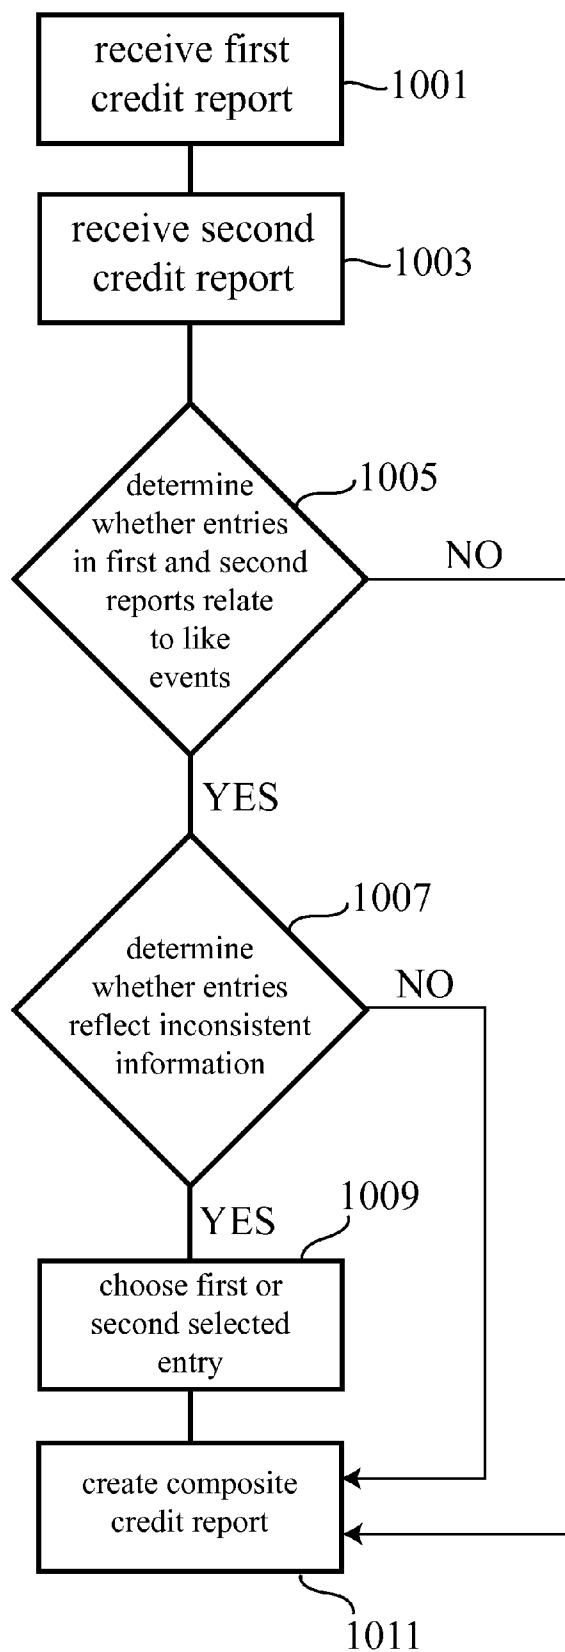 receive first
credit report
1001
receive second
credit report
1003
determine
whether entries
in first and second
reports relate
to like
events
1005
NO
YES
determine
whether entries
reflect inconsistent
information
1007
NO
YES
1009
choose first or
second selected
entry
create composite
credit report
1011